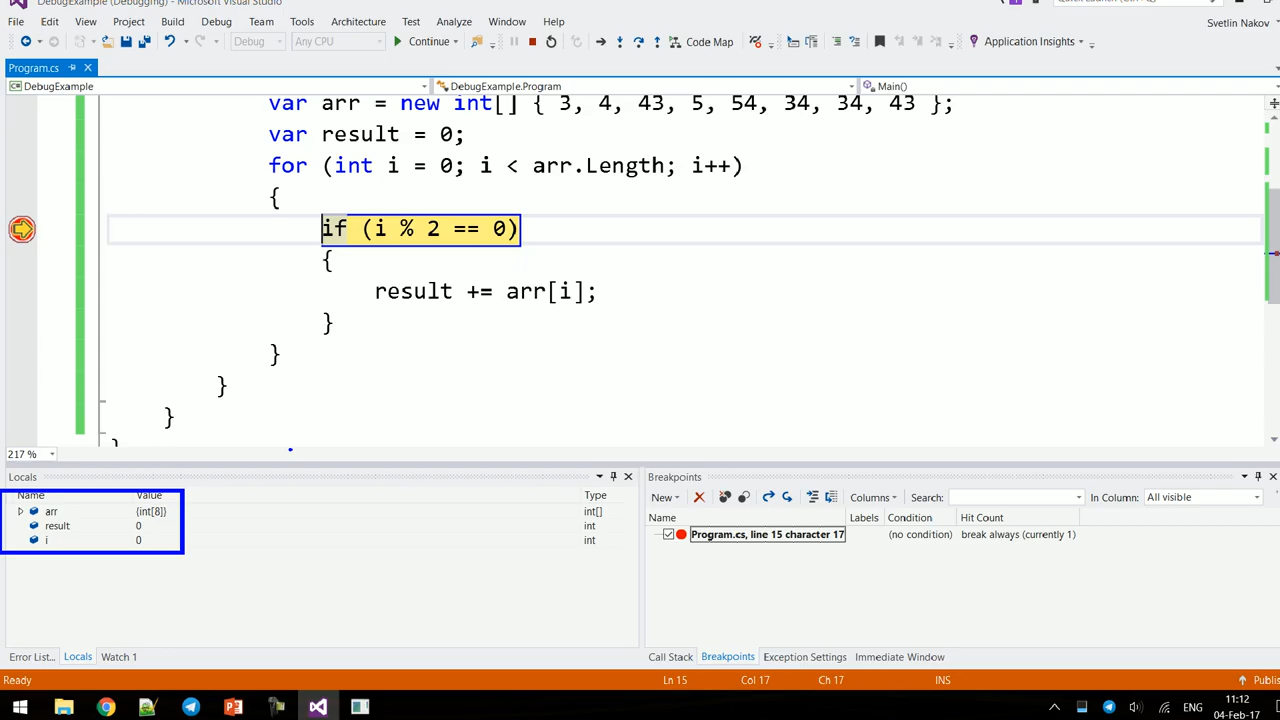 DebugExample (Debugging) - Microsoft Visual Studio
File Edit View Project Build Debug Team Tools Architecture Test Analyze Window Help
Svetlin Nakov
Debug Any CPU Continue Code Map Application Insights
Program.cs
DebugExample DebugExample.Program Main()
var arr = new int[] { 3, 4, 43, 5, 54, 34, 34, 43 };
var result = 0;
for (int i = 0; i < arr.Length; i++)
{
if (i % 2 == 0)
{
result += arr[i];
}
}
}
}
217 %
Locals
Name Value Type
arr {int[8]} int[]
result 0 int
i 0 int
Error List... Locals Watch 1
Breakpoints
New Columns Search: In Column: All visible
Name Labels Condition Hit Count
Program.cs, line 15 character 17 (no condition) break always (currently 1)
Call Stack Breakpoints Exception Settings Immediate Window
Ready Ln 15 Col 17 Ch 17 INS
ENG 11:12
04-Feb-17